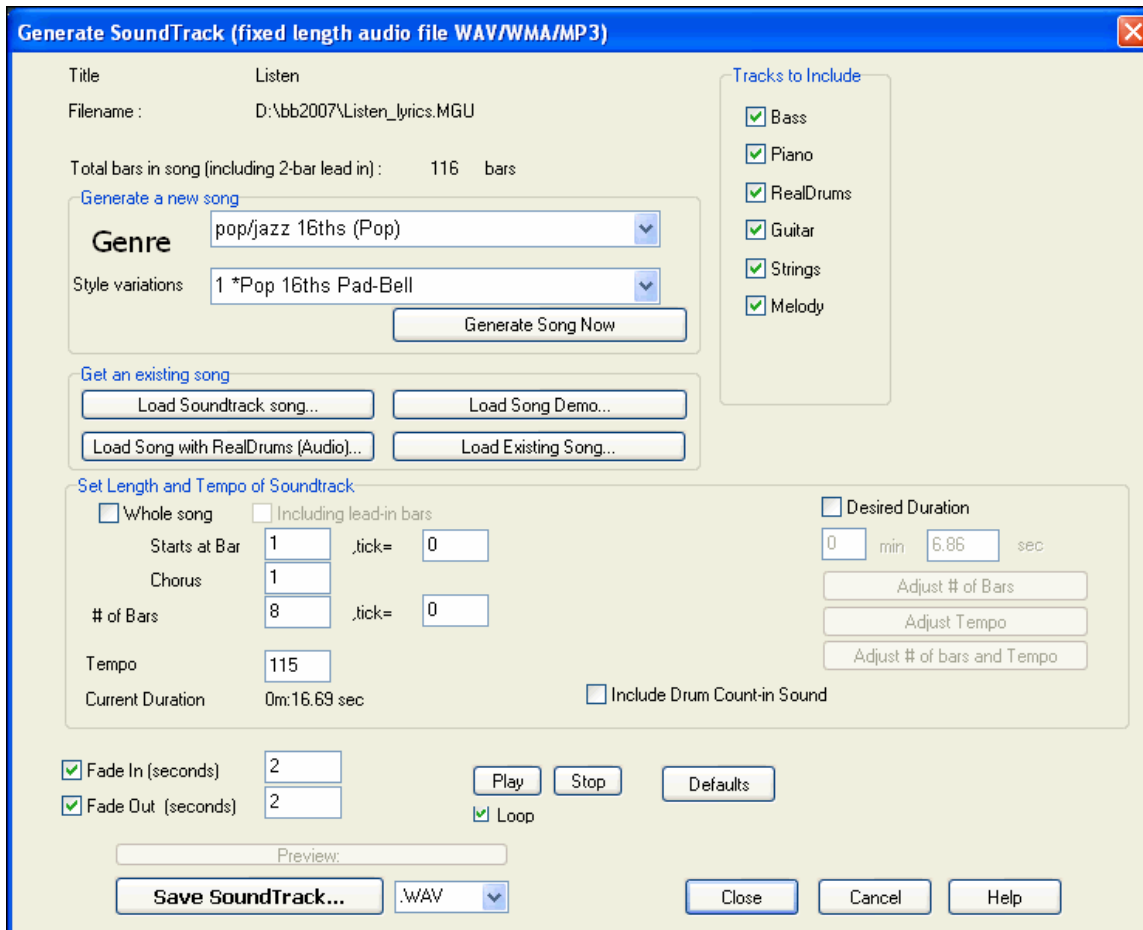 Generate SoundTrack (fixed length audio file WAV/WMA/MP3)
Title Listen
Filename : D:\bb2007\Listen_lyrics.MGU
Total bars in song (including 2-bar lead in) : 116 bars
Generate a new song
Genre pop/jazz 16ths (Pop)
Style variations 1 *Pop 16ths Pad-Bell
Generate Song Now
Tracks to Include
Bass
Piano
RealDrums
Guitar
Strings
Melody
Get an existing song
Load Soundtrack song... Load Song Demo...
Load Song with RealDrums (Audio)... Load Existing Song...
Set Length and Tempo of Soundtrack
Whole song Including lead-in bars
Starts at Bar 1 ,tick= 0
Chorus 1
# of Bars 8 ,tick= 0
Tempo 115
Current Duration 0m:16.69 sec
Desired Duration
0 min 6.86 sec
Adjust # of Bars
Adjust Tempo
Adjust # of bars and Tempo
Include Drum Count-in Sound
Fade In (seconds) 2
Fade Out (seconds) 2
Play Stop Defaults
Loop
Preview:
Save SoundTrack... .WAV Close Cancel Help